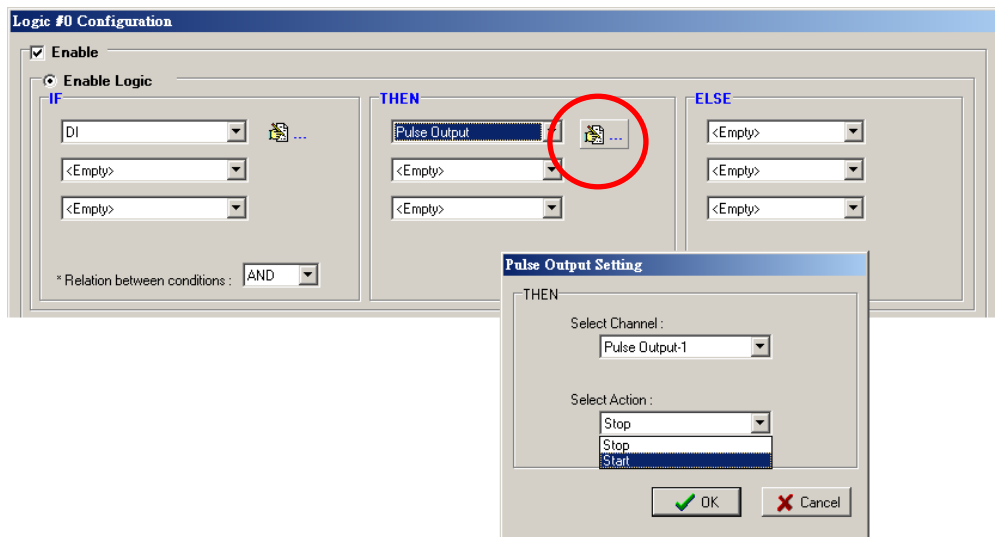 Logic #0 Configuration
Enable
Enable Logic
IF
DI
...
<Empty>
<Empty>
* Relation between conditions :
AND
THEN
Pulse Output
...
<Empty>
<Empty>
ELSE
<Empty>
<Empty>
<Empty>
Pulse Output Setting
THEN
Select Channel :
Pulse Output-1
Select Action :
Stop
Stop
Start
OK
Cancel